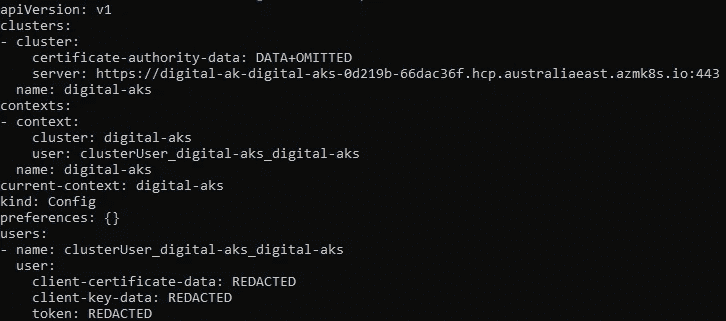 apiVersion: v1
clusters:
- cluster:
    certificate-authority-data: DATA+OMITTED
    server: https://digital-ak-digital-aks-0d219b-66dac36f.hcp.australiaeast.azmk8s.io:443
  name: digital-aks
contexts:
- context:
    cluster: digital-aks
    user: clusterUser_digital-aks_digital-aks
  name: digital-aks
current-context: digital-aks
kind: Config
preferences: {}
users:
- name: clusterUser_digital-aks_digital-aks
  user:
    client-certificate-data: REDACTED
    client-key-data: REDACTED
    token: REDACTED